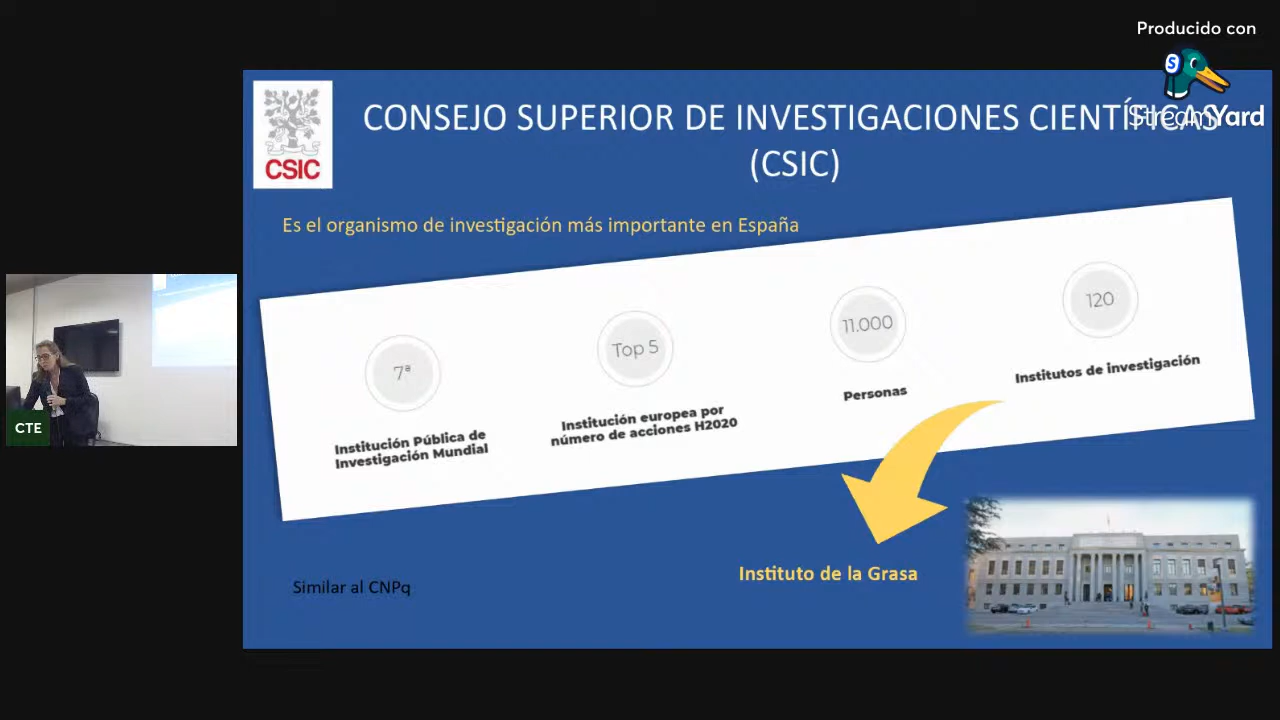 Producido con
StreamYard
CSIC
CONSEJO SUPERIOR DE INVESTIGACIONES CIENTÍFICAS
(CSIC)
Es el organismo de investigación más importante en España
7ª
Institución Pública de
Investigación Mundial
Top 5
Institución europea por
número de acciones H2020
11.000
Personas
120
Institutos de investigación
CTE
Instituto de la Grasa
Similar al CNPq